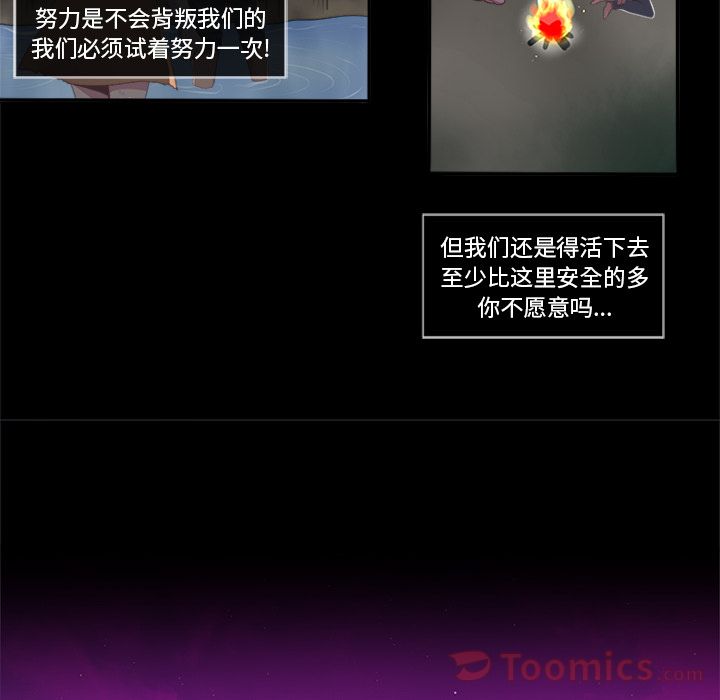 努力是不会背叛我们的
我们必须试着努力一次!
但我们还是得活下去
至少比这里安全的多
你不愿意吗...
Toomics.com